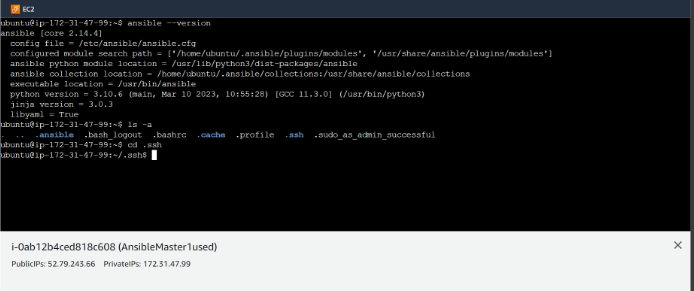 EC2
ubuntu@ip-172-31-47-99:~$ ansible --version
ansible [core 2.14.4]
  config file = /etc/ansible/ansible.cfg
  configured module search path = ['/home/ubuntu/.ansible/plugins/modules', '/usr/share/ansible/plugins/modules']
  ansible python module location = /usr/lib/python3/dist-packages/ansible
  ansible collection location = /home/ubuntu/.ansible/collections:/usr/share/ansible/collections
  executable location = /usr/bin/ansible
  python version = 3.10.6 (main, Mar 10 2023, 10:55:28) [GCC 11.3.0] (/usr/bin/python3)
  jinja version = 3.0.3
  libyaml = True
ubuntu@ip-172-31-47-99:~$ ls -a
.  ..  .ansible  .bash_logout  .bashrc  .cache  .profile  .ssh  .sudo_as_admin_successful
ubuntu@ip-172-31-47-99:~$ cd .ssh
ubuntu@ip-172-31-47-99:~/.ssh$
i-0ab12b4ced818c608 (AnsibleMaster1used)
PublicIPs: 52.79.243.66    PrivateIPs: 172.31.47.99